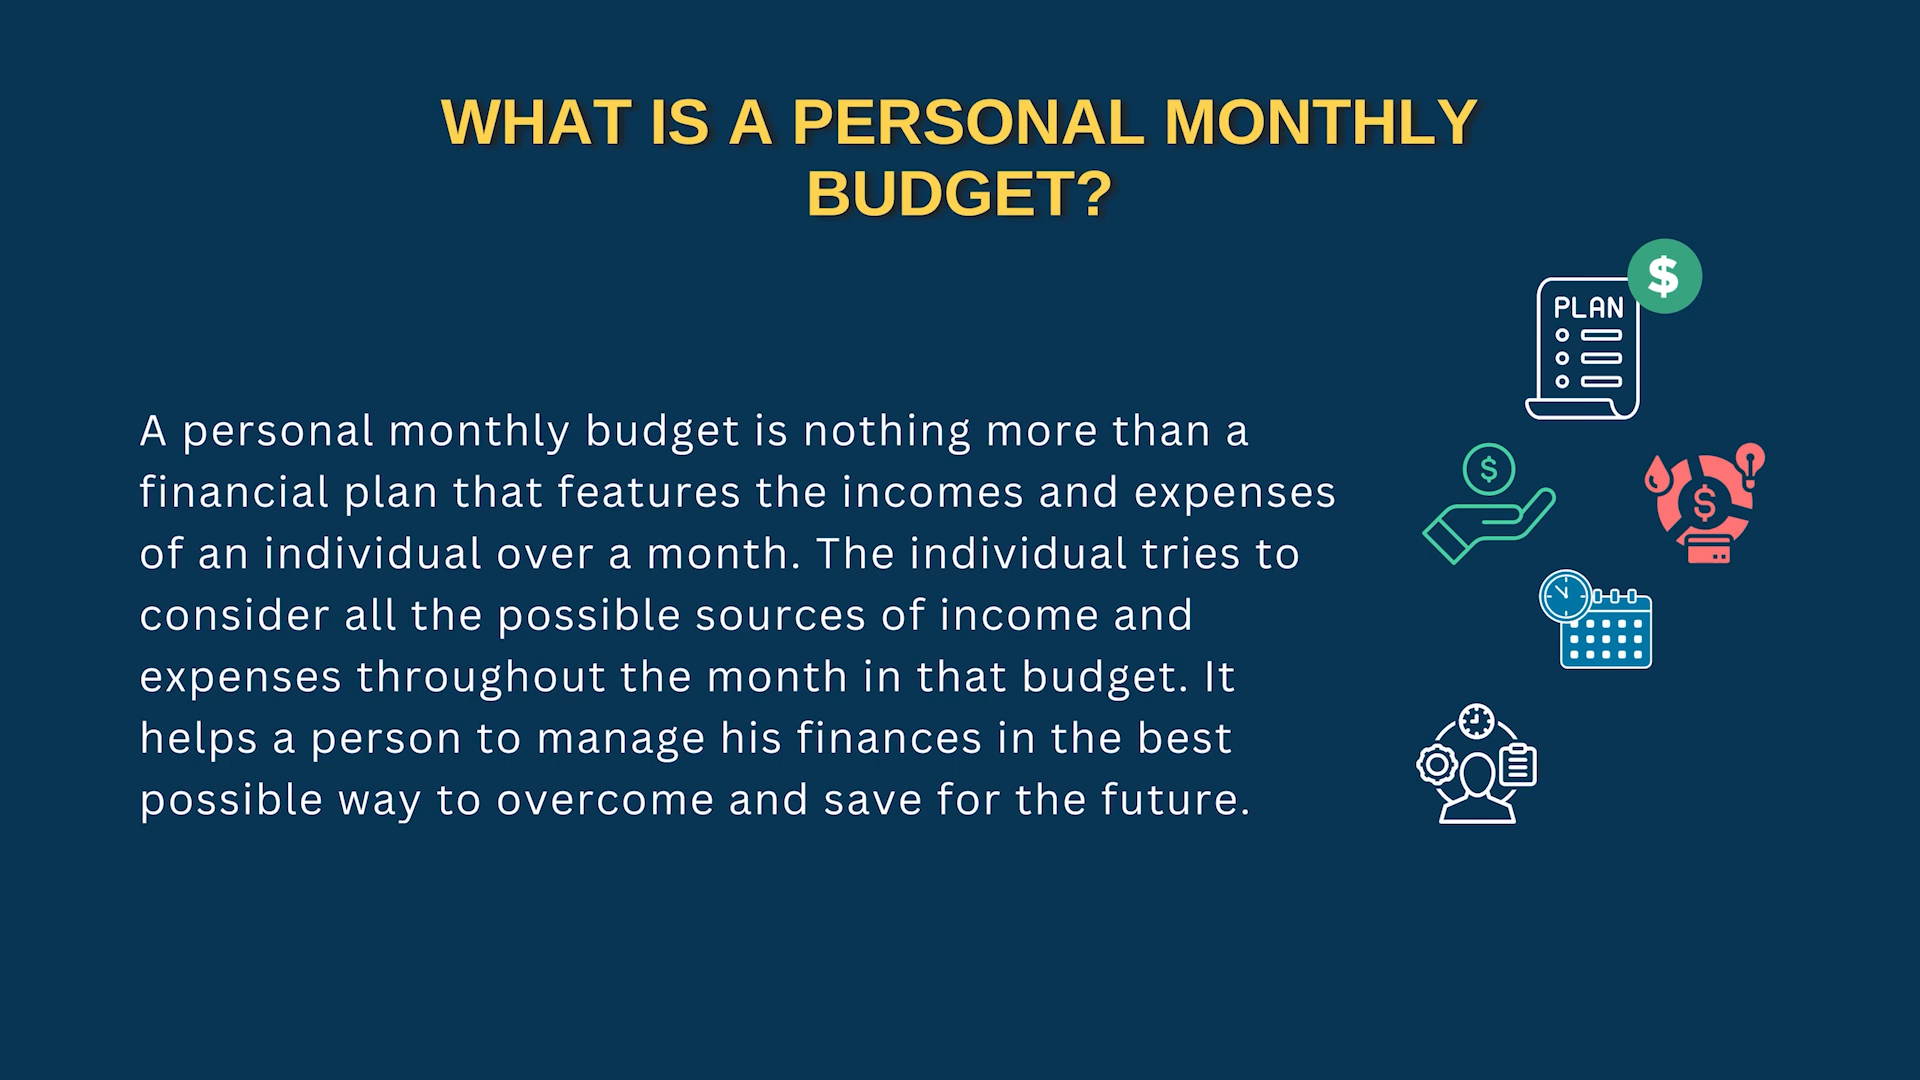 WHAT IS A PERSONAL MONTHLY
BUDGET?
$
PLAN
A personal monthly budget is nothing more than a
financial plan that features the incomes and expenses
of an individual over a month. The individual tries to
consider all the possible sources of income and
expenses throughout the month in that budget. It
helps a person to manage his finances in the best
possible way to overcome and save for the future.
$
$